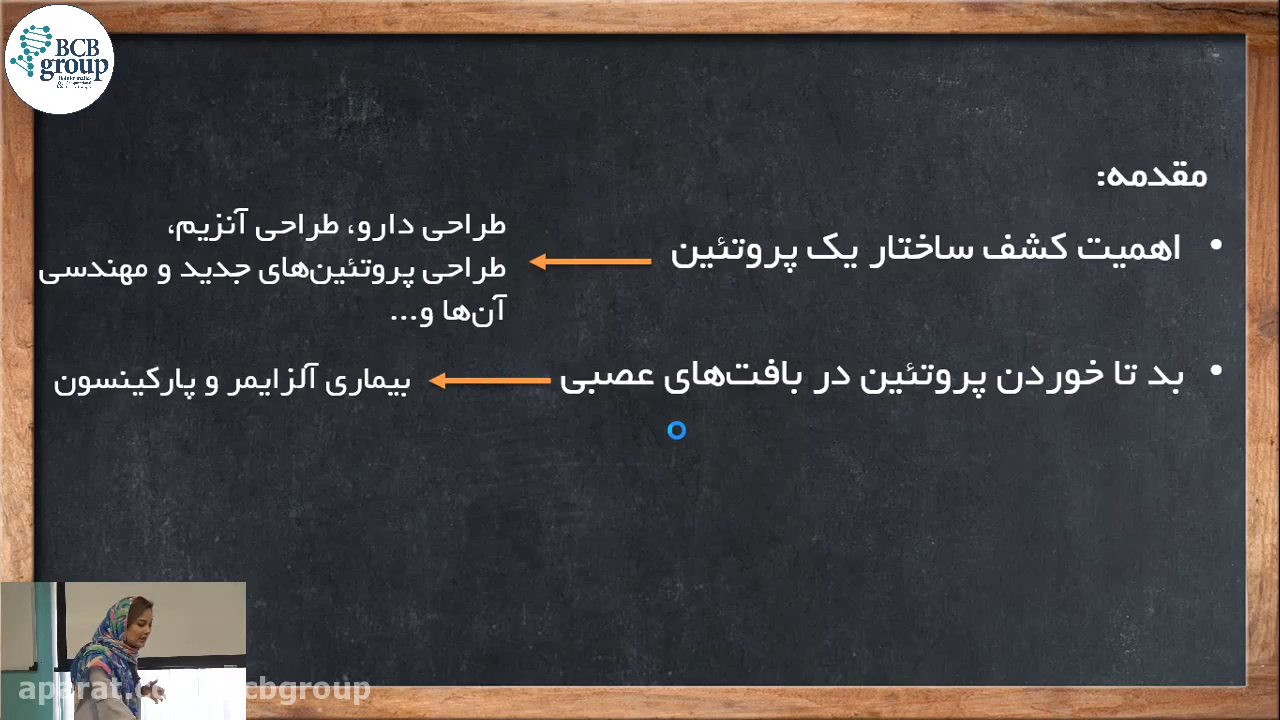 BCB
group
مقدمه:
• اهمیت کشف ساختار یک پروتئین
طراحی دارو، طراحی آنزیم،
طراحی پروتئین‌های جدید و مهندسی
آن‌ها و...
• بد تا خوردن پروتئین در بافت‌های عصبی
بیماری آلزایمر و پارکینسون
aparat.com/bcbgroup